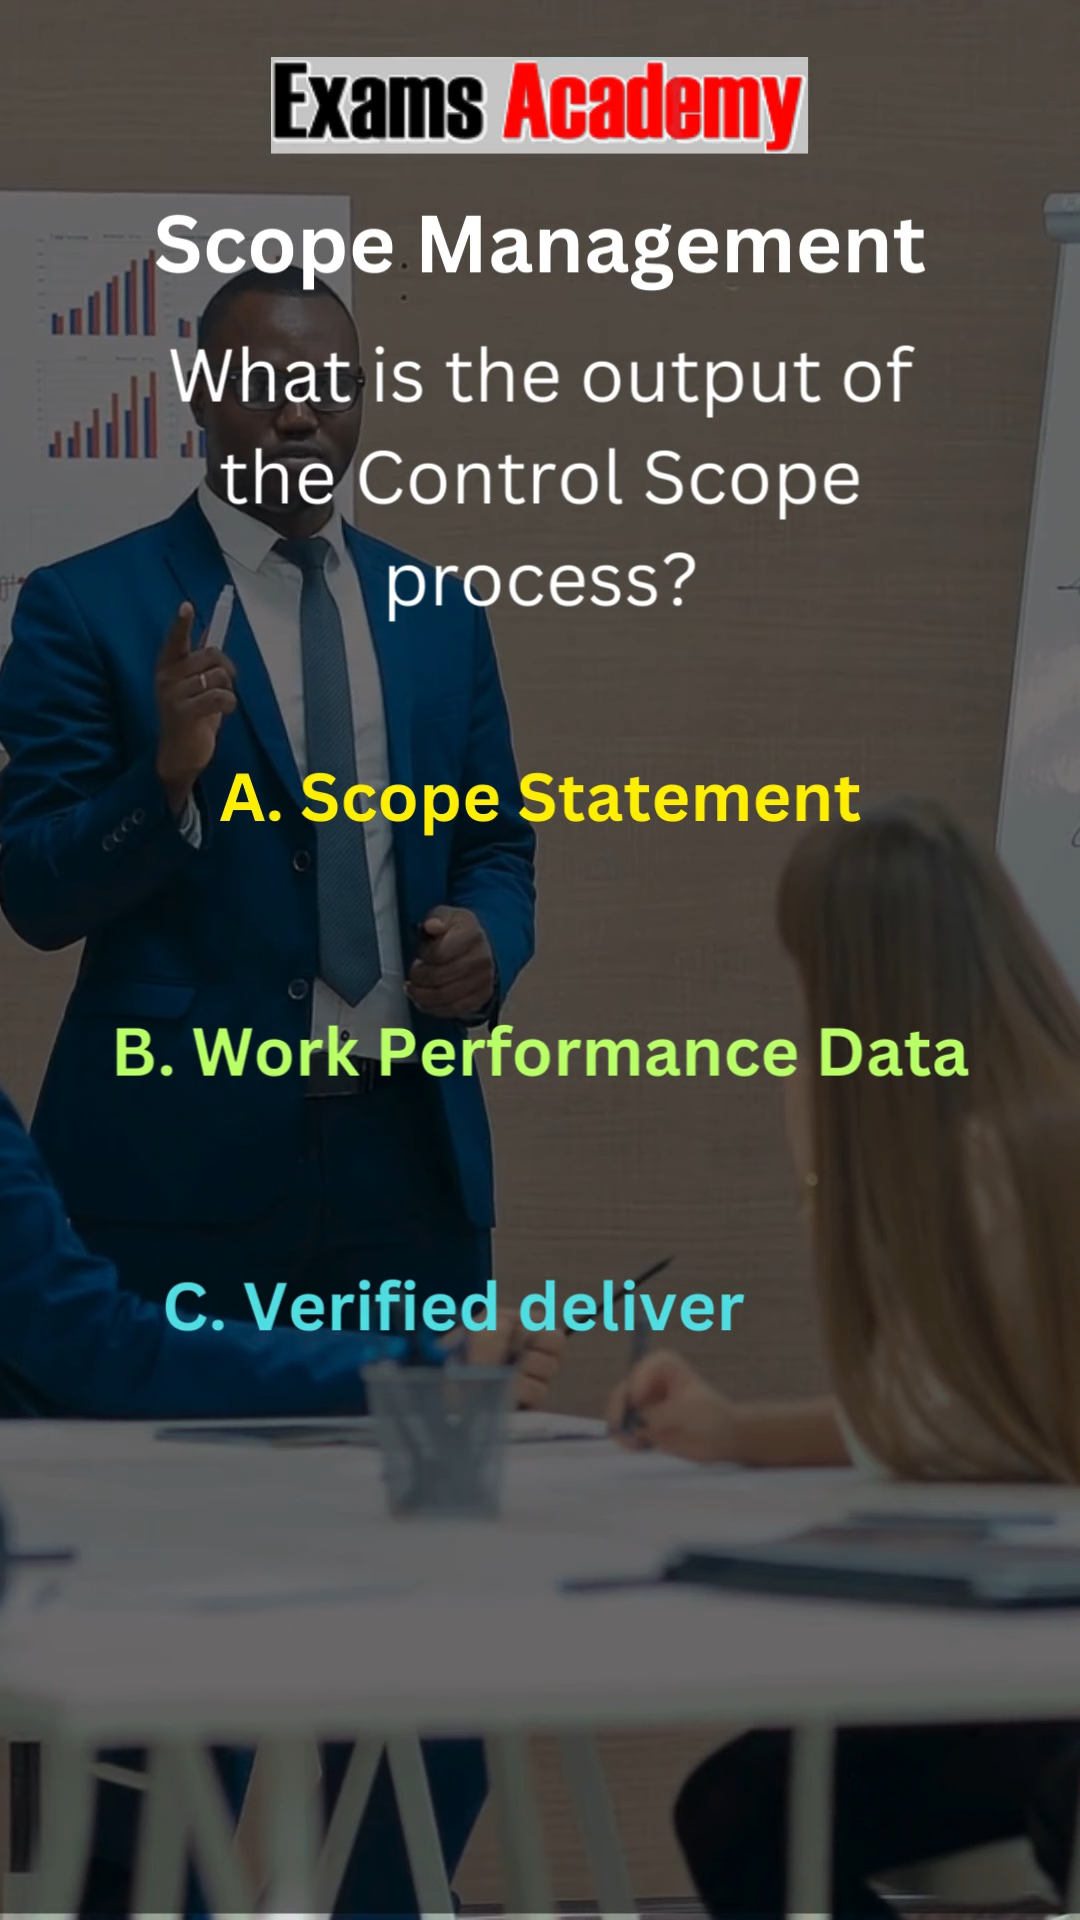 Exams Academy
Scope Management
What is the output of
the Control Scope
process?
A. Scope Statement
B. Work Performance Data
C. Verified deliver